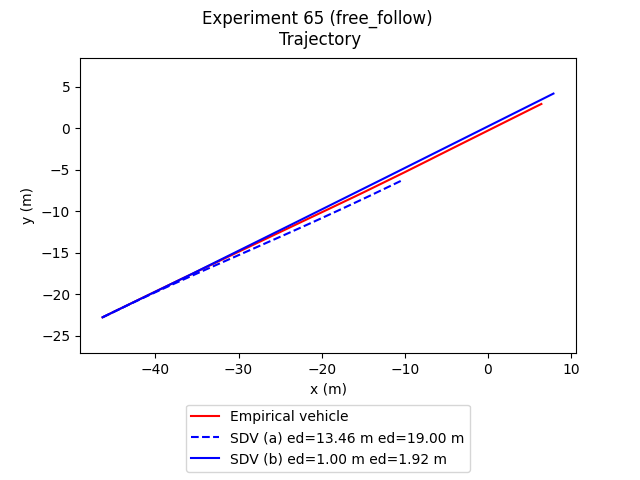 Experiment 65 (free_follow)
Trajectory
5
0
−5
−10
−15
−20
−25
y (m)
−40
−30
−20
−10
0
10
x (m)
Empirical vehicle
SDV (a) ed=13.46 m ed=19.00 m
SDV (b) ed=1.00 m ed=1.92 m